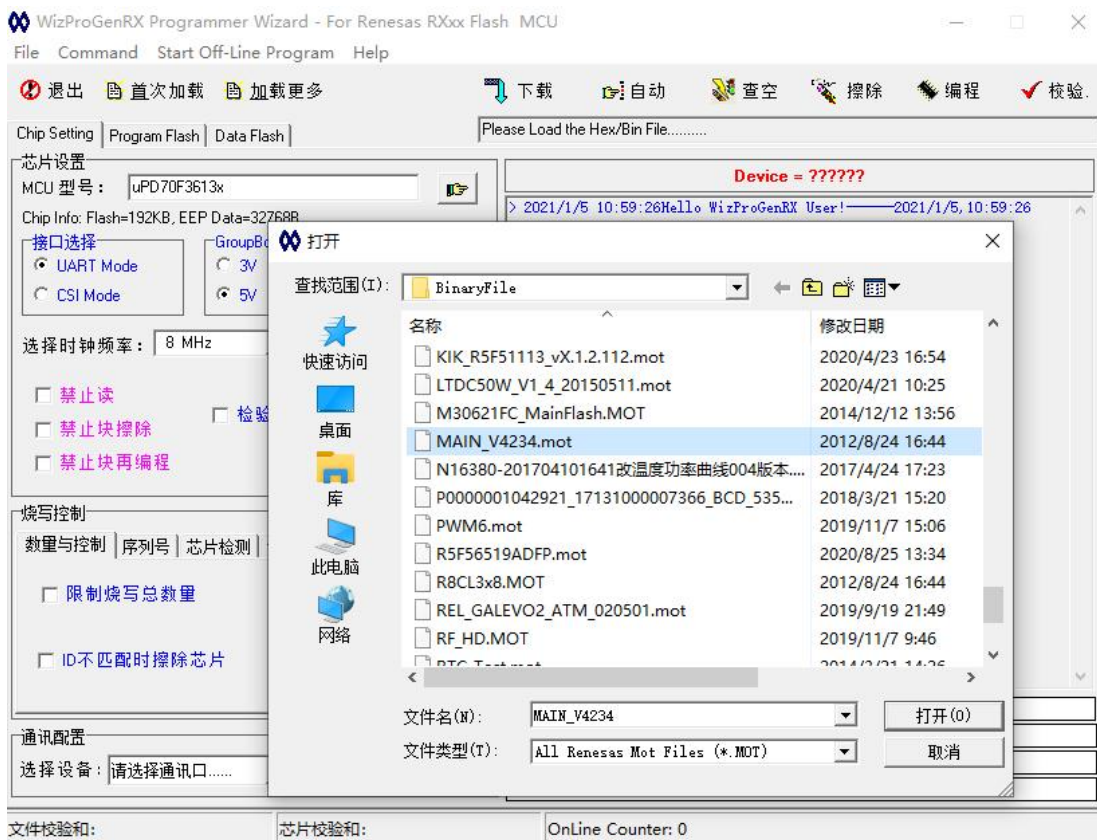 WizProGenRX Programmer Wizard - For Renesas RXxx Flash MCU
File Command Start Off-Line Program Help
退出 首次加载 加载更多 下载 自动 查空 擦除 编程 校验.
Chip Setting Program Flash Data Flash
Please Load the Hex/Bin File..........
芯片设置
MCU 型号： uPD70F3613x
Chip Info: Flash=192KB, EEP Data=32768B
Device = ??????
> 2021/1/5 10:59:26Hello WizProGenRX User!————2021/1/5,10:59:26
接口选择
UART Mode
CSI Mode
3V
5V
选择时钟频率： 8 MHz
禁止读
禁止块擦除
禁止块再编程
烧写控制
数量与控制 序列号 芯片检测
限制烧写总数量
ID不匹配时擦除芯片
通讯配置
选择设备： 请选择通讯口......
打开
查找范围(I): BinaryFile
快速访问
桌面
库
此电脑
网络
名称 修改日期
KIK_R5F51113_vX.1.2.112.mot 2020/4/23 16:54
LTDC50W_V1_4_20150511.mot 2020/4/21 10:25
M30621FC_MainFlash.MOT 2014/12/12 13:56
MAIN_V4234.mot 2012/8/24 16:44
N16380-201704101641改温度功率曲线004版本.... 2017/4/24 17:23
P0000001042921_17131000007366_BCD_535... 2018/3/21 15:20
PWM6.mot 2019/11/7 15:06
R5F56519ADFP.mot 2020/8/25 13:34
R8CL3x8.MOT 2012/8/24 16:44
REL_GALEVO2_ATM_020501.mot 2019/9/19 21:49
RF_HD.MOT 2019/11/7 9:46
文件名(N): MAIN_V4234 打开(O)
文件类型(T): All Renesas Mot Files (*.MOT) 取消
文件校验和: 芯片校验和: OnLine Counter: 0